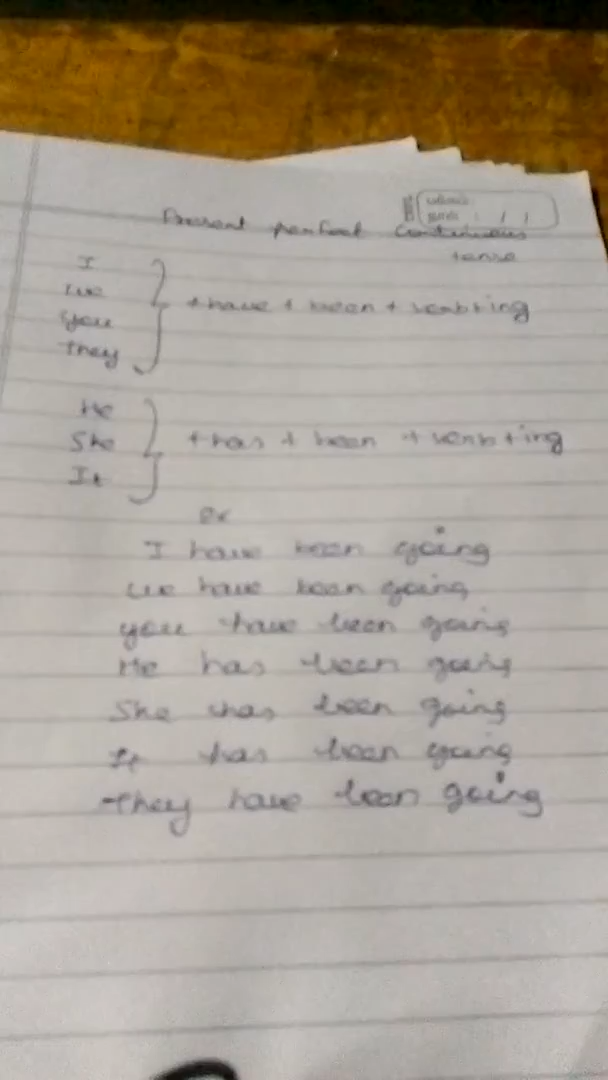 Present perfect continuous
tense
I
we
you
They
+have + been + verb+ing
He
She
It
+has + been + verb+ing
ex
I have been going
we have been going
you have been going
He has been going
She has been going
It has been going
They have been going